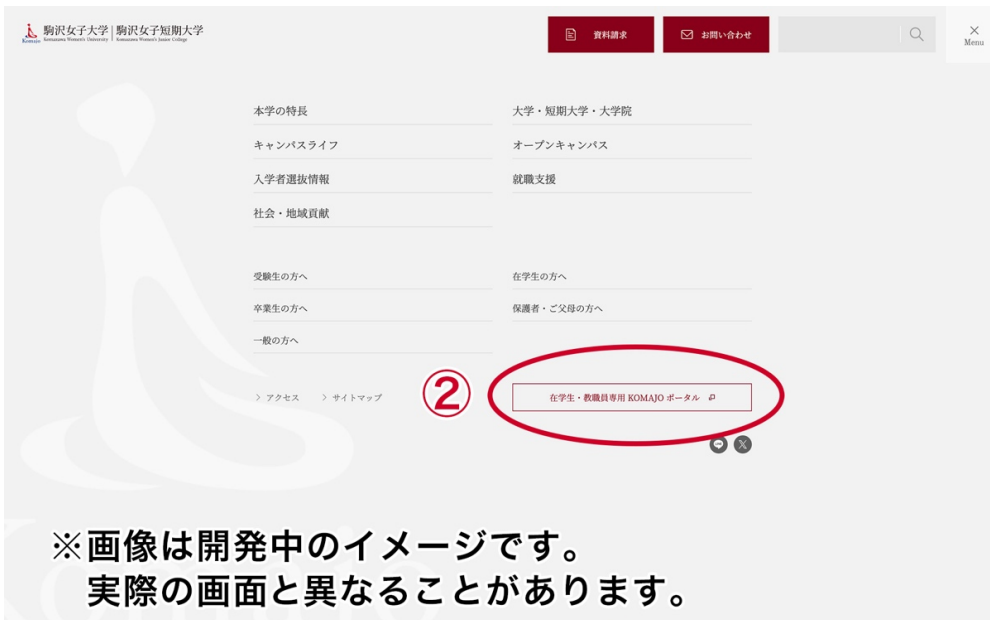 駒沢女子大学 駒沢女子短期大学
Komazawa Women's University Komazawa Women's Junior College
Komajo
資料請求
お問い合わせ
Menu
本学の特長
大学・短期大学・大学院
キャンパスライフ
オープンキャンパス
入学者選抜情報
就職支援
社会・地域貢献
受験生の方へ
在学生の方へ
卒業生の方へ
保護者・ご父母の方へ
一般の方へ
アクセス
サイトマップ
②
在学生・教職員専用 KOMAJO ポータル
※画像は開発中のイメージです。
実際の画面と異なることがあります。
Komajo